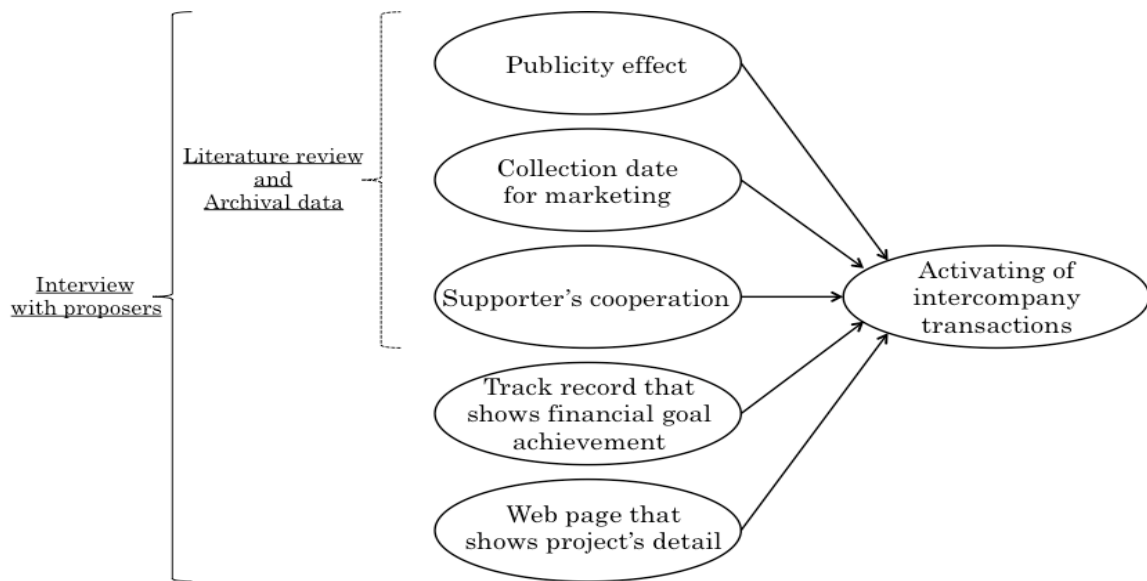 Publicity effect
Literature review
and
Archival data
Collection date
for marketing
Interview
with proposers
Supporter's cooperation
Activating of
intercompany
transactions
Track record that
shows financial goal
achievement
Web page that
shows project's detail